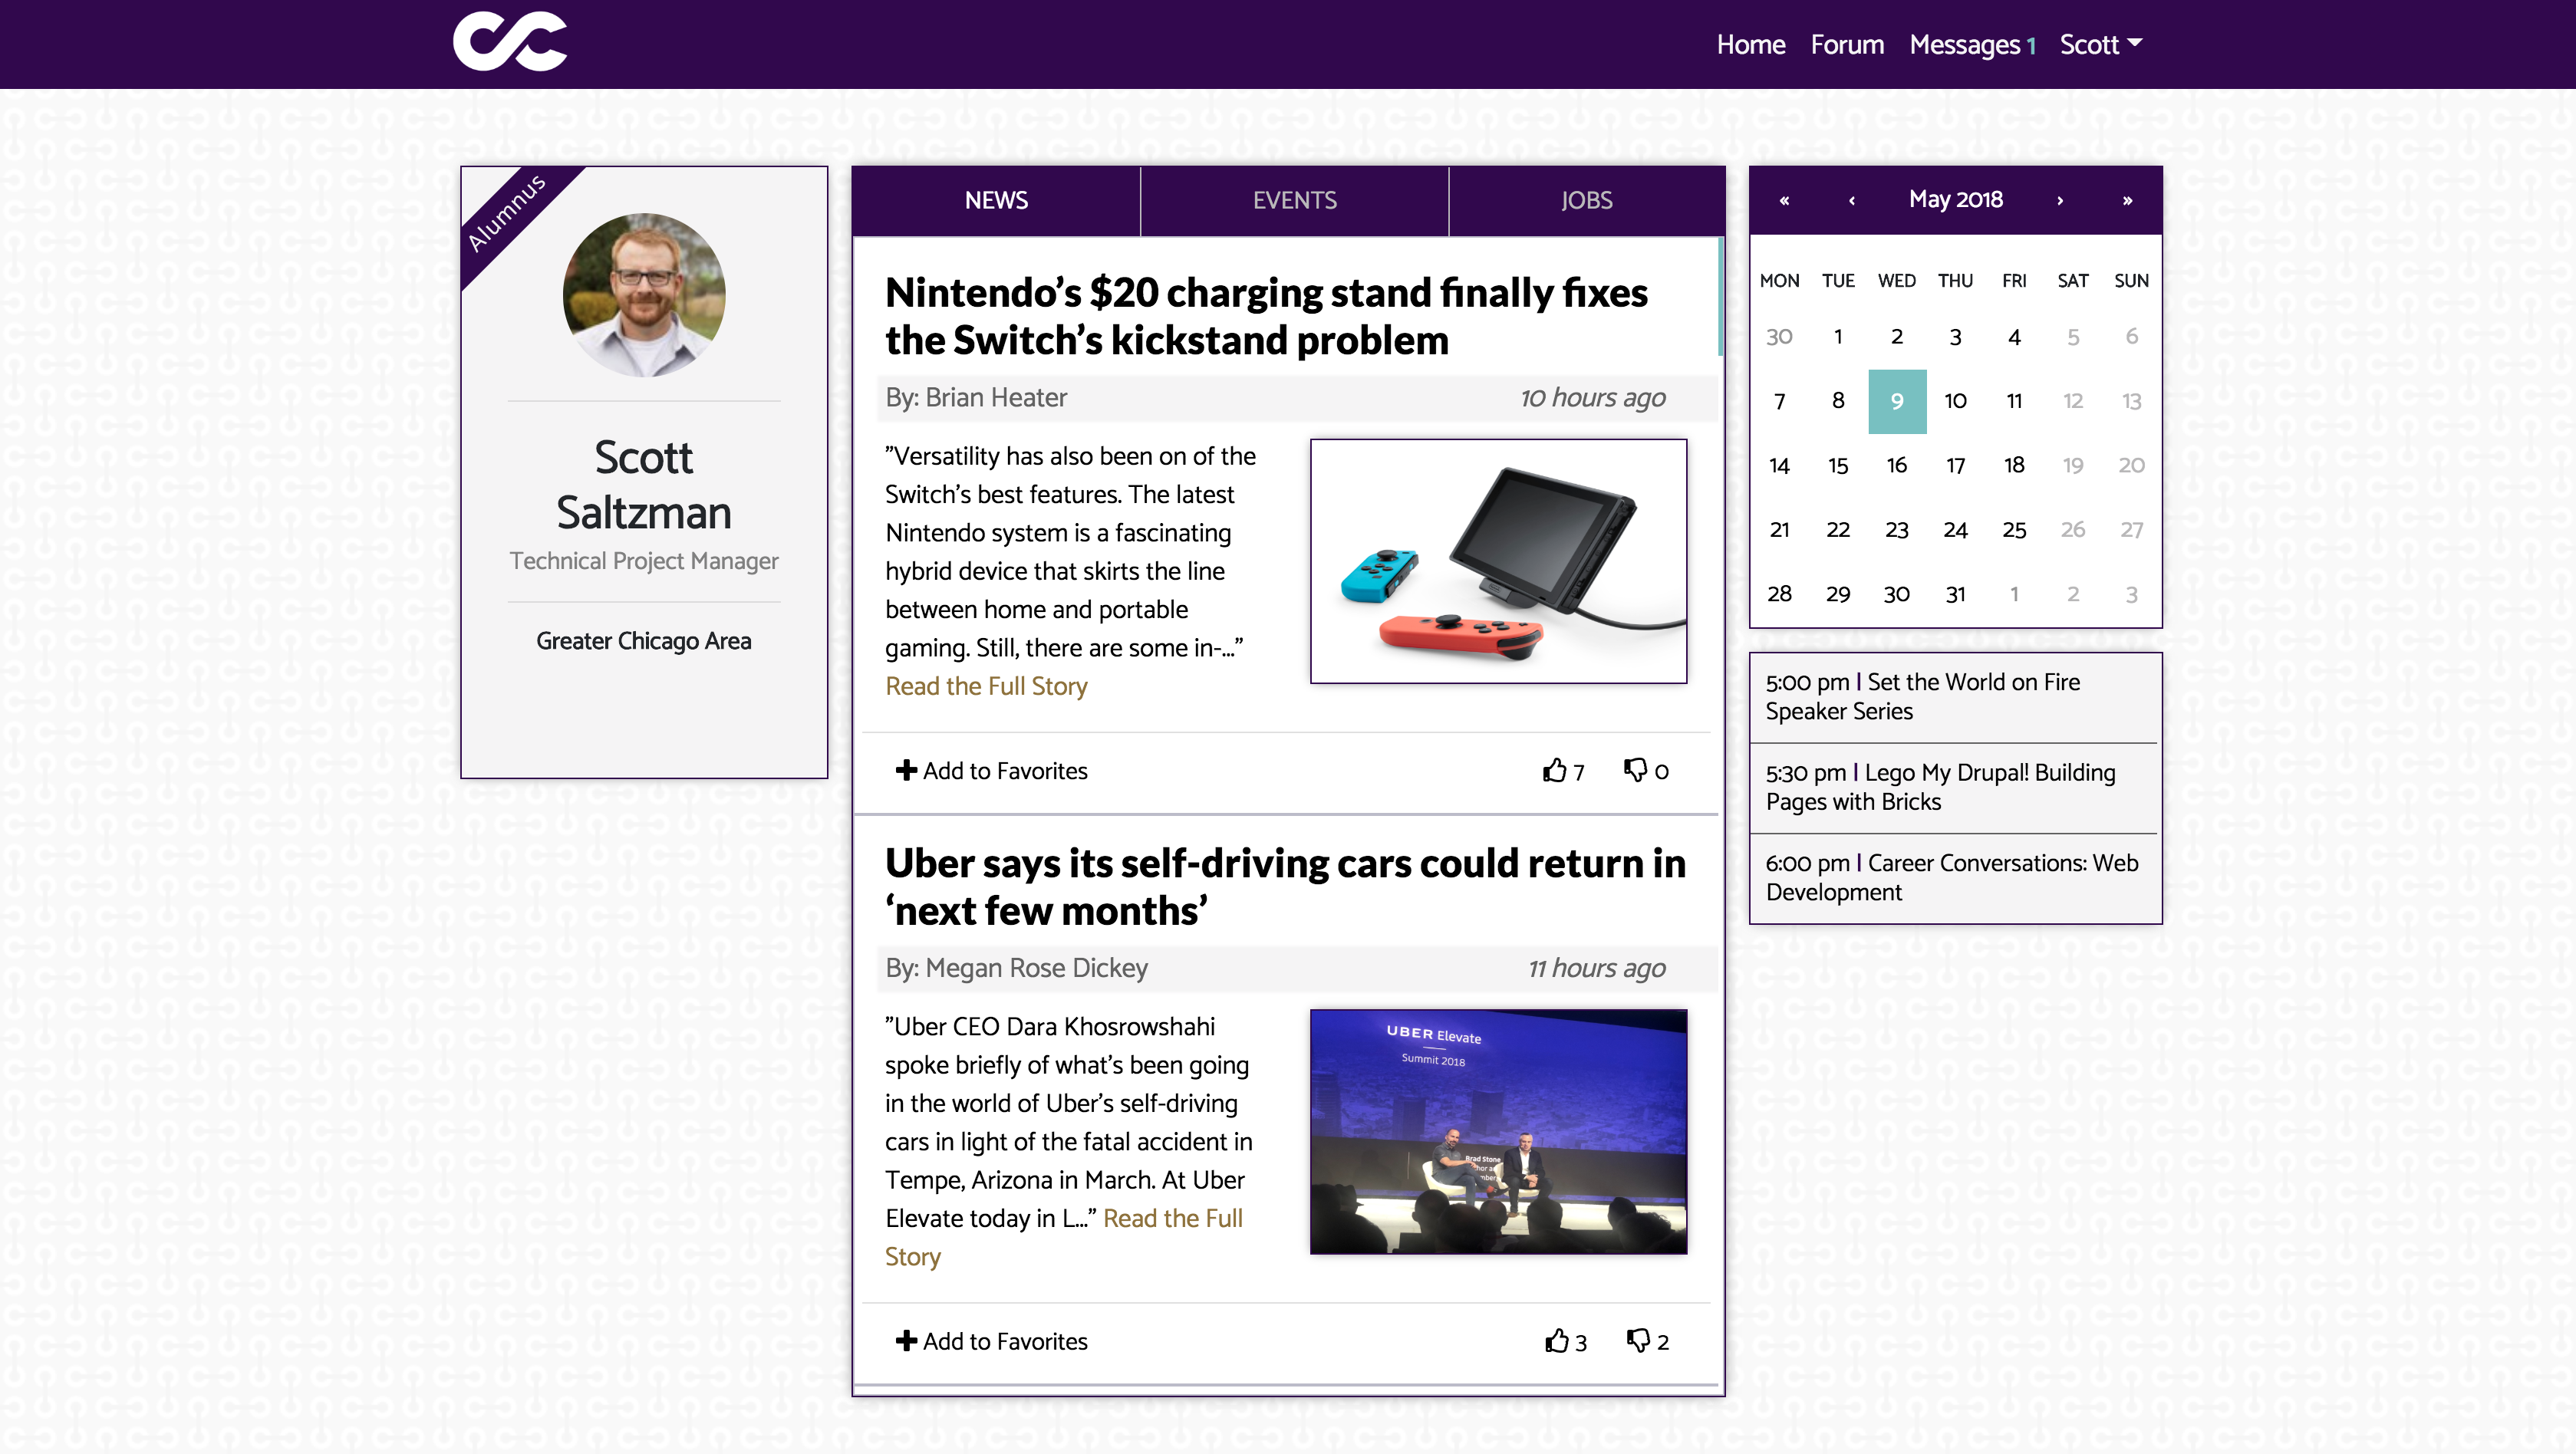 Home Forum Messages 1 Scott
Alumnus
Scott
Saltzman
Technical Project Manager
Greater Chicago Area
NEWS EVENTS JOBS
Nintendo’s $20 charging stand finally fixes
the Switch’s kickstand problem
By: Brian Heater 10 hours ago
”Versatility has also been on of the
Switch’s best features. The latest
Nintendo system is a fascinating
hybrid device that skirts the line
between home and portable
gaming. Still, there are some in-...”
Read the Full Story
Add to Favorites 7 0
Uber says its self-driving cars could return in
‘next few months’
By: Megan Rose Dickey 11 hours ago
”Uber CEO Dara Khosrowshahi
spoke briefly of what’s been going
in the world of Uber’s self-driving
cars in light of the fatal accident in
Tempe, Arizona in March. At Uber
Elevate today in L...” Read the Full
Story
UBER Elevate
Summit 2018
Brad Stone
Add to Favorites 3 2
« ‹ May 2018 › »
MON TUE WED THU FRI SAT SUN
30 1 2 3 4 5 6
7 8 9 10 11 12 13
14 15 16 17 18 19 20
21 22 23 24 25 26 27
28 29 30 31 1 2 3
5:00 pm | Set the World on Fire
Speaker Series
5:30 pm | Lego My Drupal! Building
Pages with Bricks
6:00 pm | Career Conversations: Web
Development